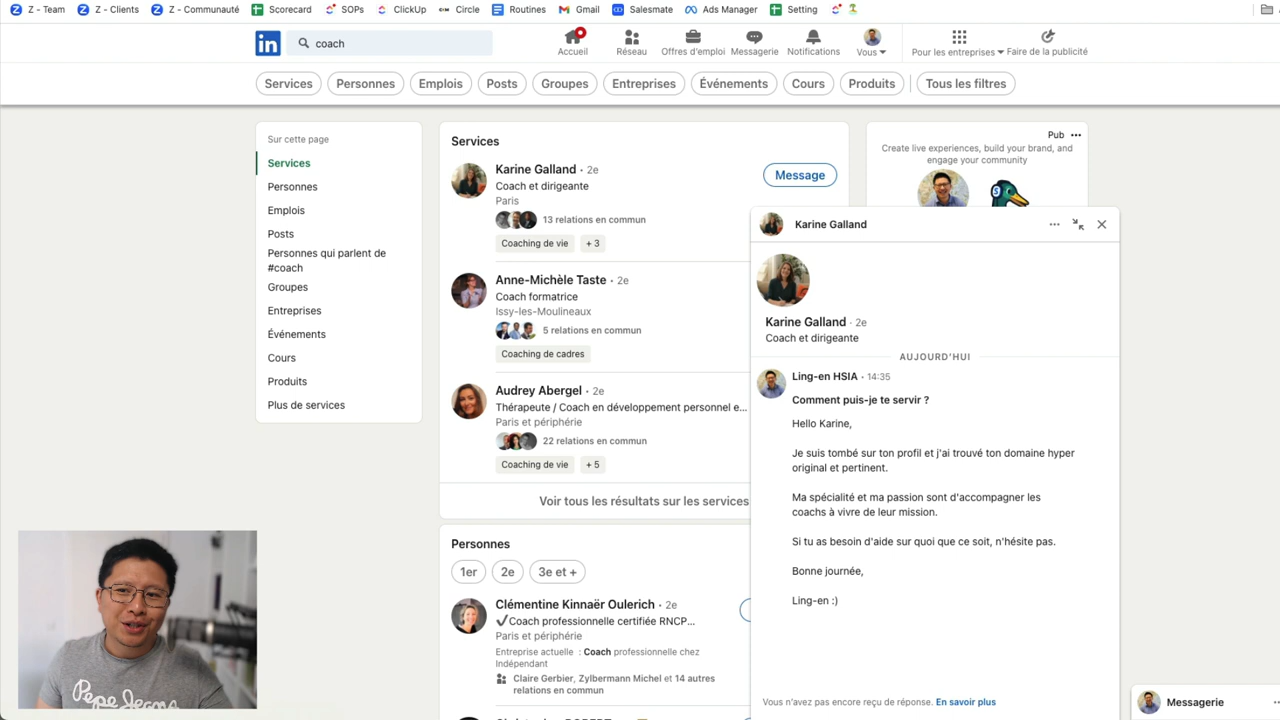 Z - Team
Z - Clients
Z - Communauté
Scorecard
SOPs
ClickUp
Circle
Routines
Gmail
Salesmate
Ads Manager
Setting
in
coach
Accueil
Réseau
Offres d'emploi
Messagerie
Notifications
Vous
Pour les entreprises
Faire de la publicité
Services
Personnes
Emplois
Posts
Groupes
Entreprises
Événements
Cours
Produits
Tous les filtres
Sur cette page
Services
Personnes
Emplois
Posts
Personnes qui parlent de
#coach
Groupes
Entreprises
Événements
Cours
Produits
Plus de services
Services
Karine Galland • 2e
Coach et dirigeante
Paris
13 relations en commun
Coaching de vie
+ 3
Message
Anne-Michèle Taste • 2e
Coach formatrice
Issy-les-Moulineaux
5 relations en commun
Coaching de cadres
Audrey Abergel • 2e
Thérapeute / Coach en développement personnel e...
Paris et périphérie
22 relations en commun
Coaching de vie
+ 5
Voir tous les résultats sur les services
Personnes
1er
2e
3e et +
Clémentine Kinnaër Oulerich • 2e
✔Coach professionnelle certifiée RNCP...
Paris et périphérie
Entreprise actuelle : Coach professionnelle chez
Indépendant
Claire Gerbier, Zylbermann Michel et 14 autres
relations en commun
Pub
Create live experiences, build your brand, and
engage your community
Karine Galland
Karine Galland · 2e
Coach et dirigeante
AUJOURD'HUI
Ling-en HSIA • 14:35
Comment puis-je te servir ?
Hello Karine,
Je suis tombé sur ton profil et j'ai trouvé ton domaine hyper
original et pertinent.
Ma spécialité et ma passion sont d'accompagner les
coachs à vivre de leur mission.
Si tu as besoin d'aide sur quoi que ce soit, n'hésite pas.
Bonne journée,
Ling-en :)
Vous n'avez pas encore reçu de réponse. En savoir plus
Messagerie
Pepe Jeans